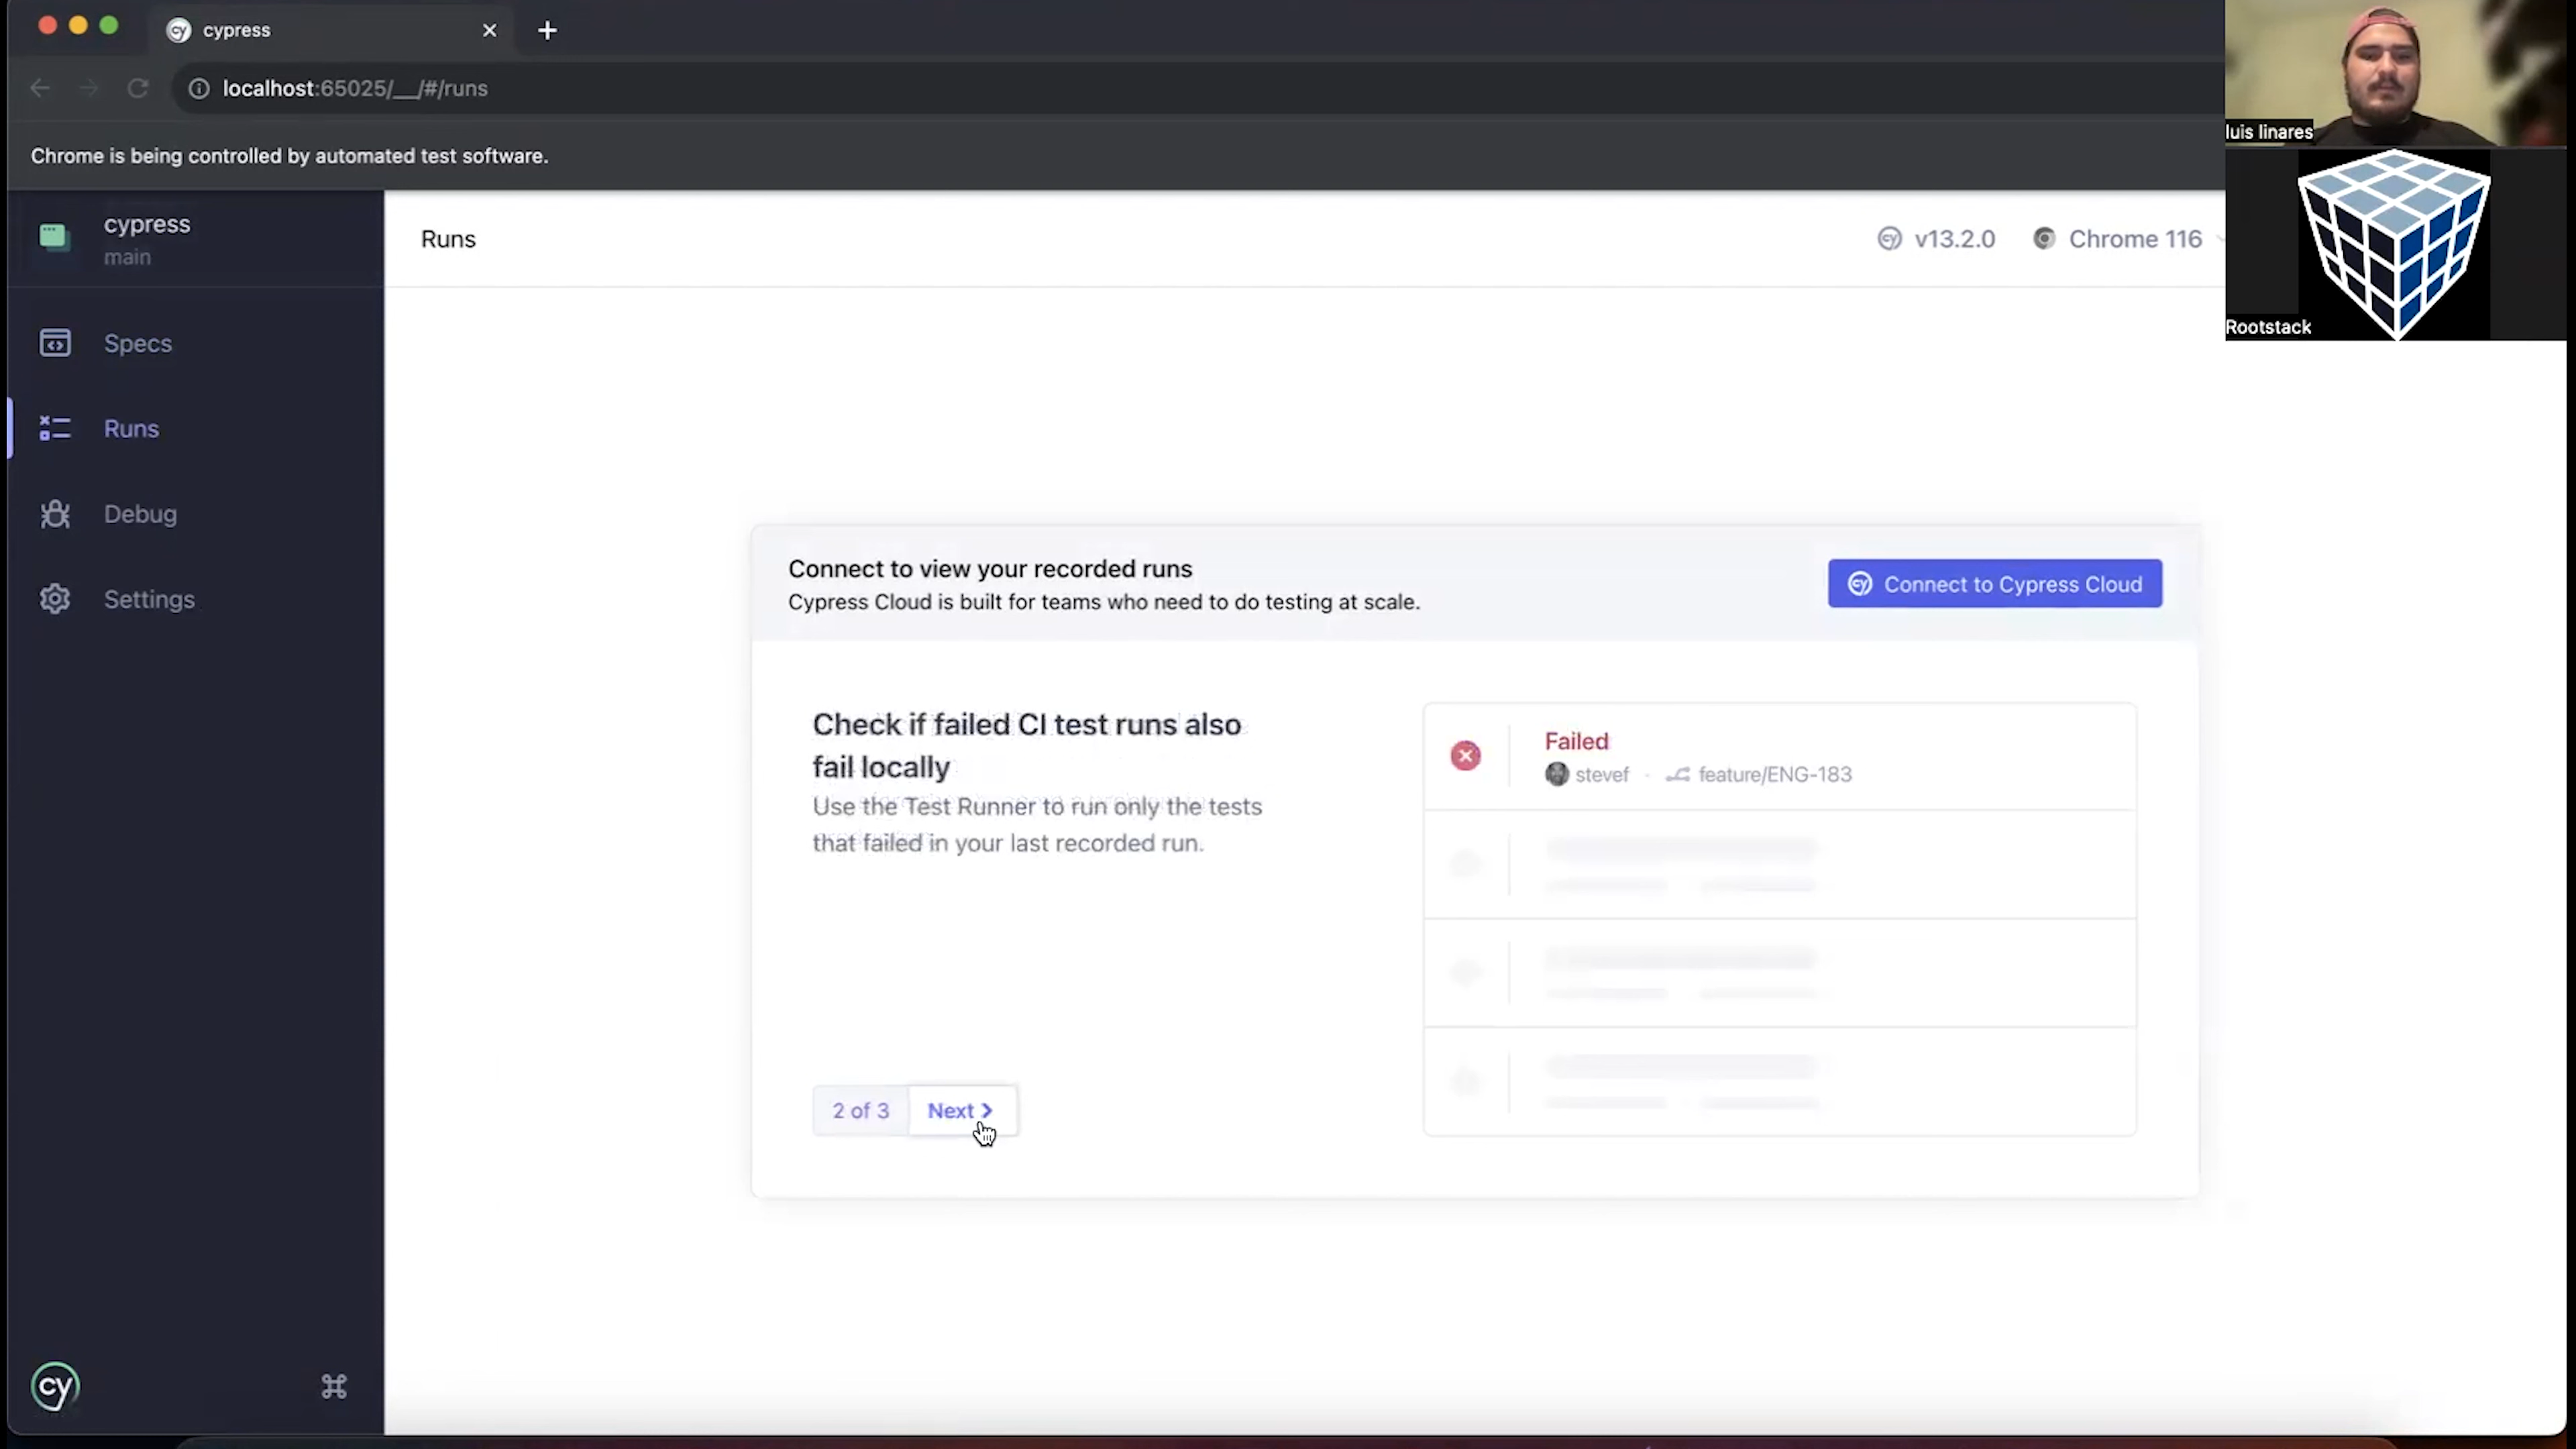 cypress
localhost:65025/__/#/runs
Chrome is being controlled by automated test software.
luis linares
Rootstack
cypress
main
Specs
Runs
Debug
Settings
cy
Runs
v13.2.0
Chrome 116
Connect to view your recorded runs
Cypress Cloud is built for teams who need to do testing at scale.
cy Connect to Cypress Cloud
Check if failed CI test runs also
fail locally
Use the Test Runner to run only the tests
that failed in your last recorded run.
2 of 3
Next
Failed
stevef · feature/ENG-183